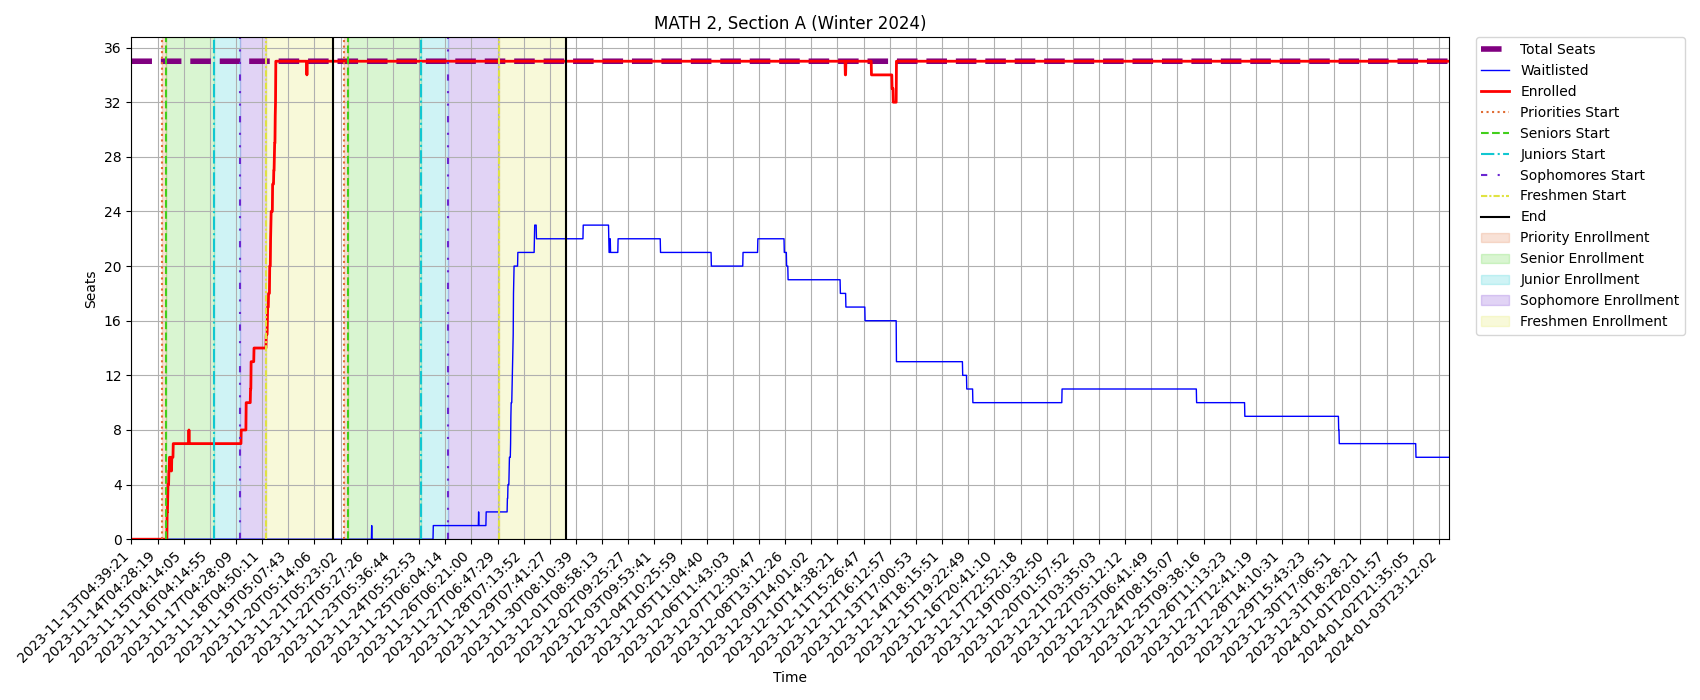 MATH 2, Section A (Winter 2024)
Seats
36
32
28
24
20
16
12
8
4
0
2023-11-13T04:39:21
2023-11-14T04:28:19
2023-11-15T04:14:05
2023-11-16T04:14:55
2023-11-17T04:28:09
2023-11-18T04:50:11
2023-11-19T05:07:43
2023-11-20T05:14:06
2023-11-21T05:23:02
2023-11-22T05:27:26
2023-11-23T05:36:44
2023-11-24T05:52:53
2023-11-26T06:04:14
2023-11-26T06:21:00
2023-11-27T06:47:29
2023-11-28T07:13:52
2023-11-29T07:41:27
2023-11-30T08:10:39
2023-12-01T08:58:13
2023-12-02T09:25:27
2023-12-03T09:53:41
2023-12-04T10:25:59
2023-12-05T11:04:40
2023-12-06T11:43:03
2023-12-07T12:30:47
2023-12-08T13:12:26
2023-12-09T14:01:02
2023-12-10T14:38:21
2023-12-11T15:26:47
2023-12-12T16:12:57
2023-12-13T17:00:53
2023-12-14T18:15:51
2023-12-15T19:22:49
2023-12-16T20:41:10
2023-12-17T22:52:18
2023-12-19T00:32:50
2023-12-20T01:57:52
2023-12-21T03:35:03
2023-12-22T05:12:12
2023-12-23T06:41:49
2023-12-24T08:15:07
2023-12-25T09:38:16
2023-12-26T11:13:23
2023-12-27T12:41:19
2023-12-28T14:10:31
2023-12-29T15:43:23
2023-12-30T17:06:51
2023-12-31T18:28:21
2024-01-01T20:01:57
2024-01-02T21:35:05
2024-01-03T23:12:02
Time
Total Seats
Waitlisted
Enrolled
Priorities Start
Seniors Start
Juniors Start
Sophomores Start
Freshmen Start
End
Priority Enrollment
Senior Enrollment
Junior Enrollment
Sophomore Enrollment
Freshmen Enrollment